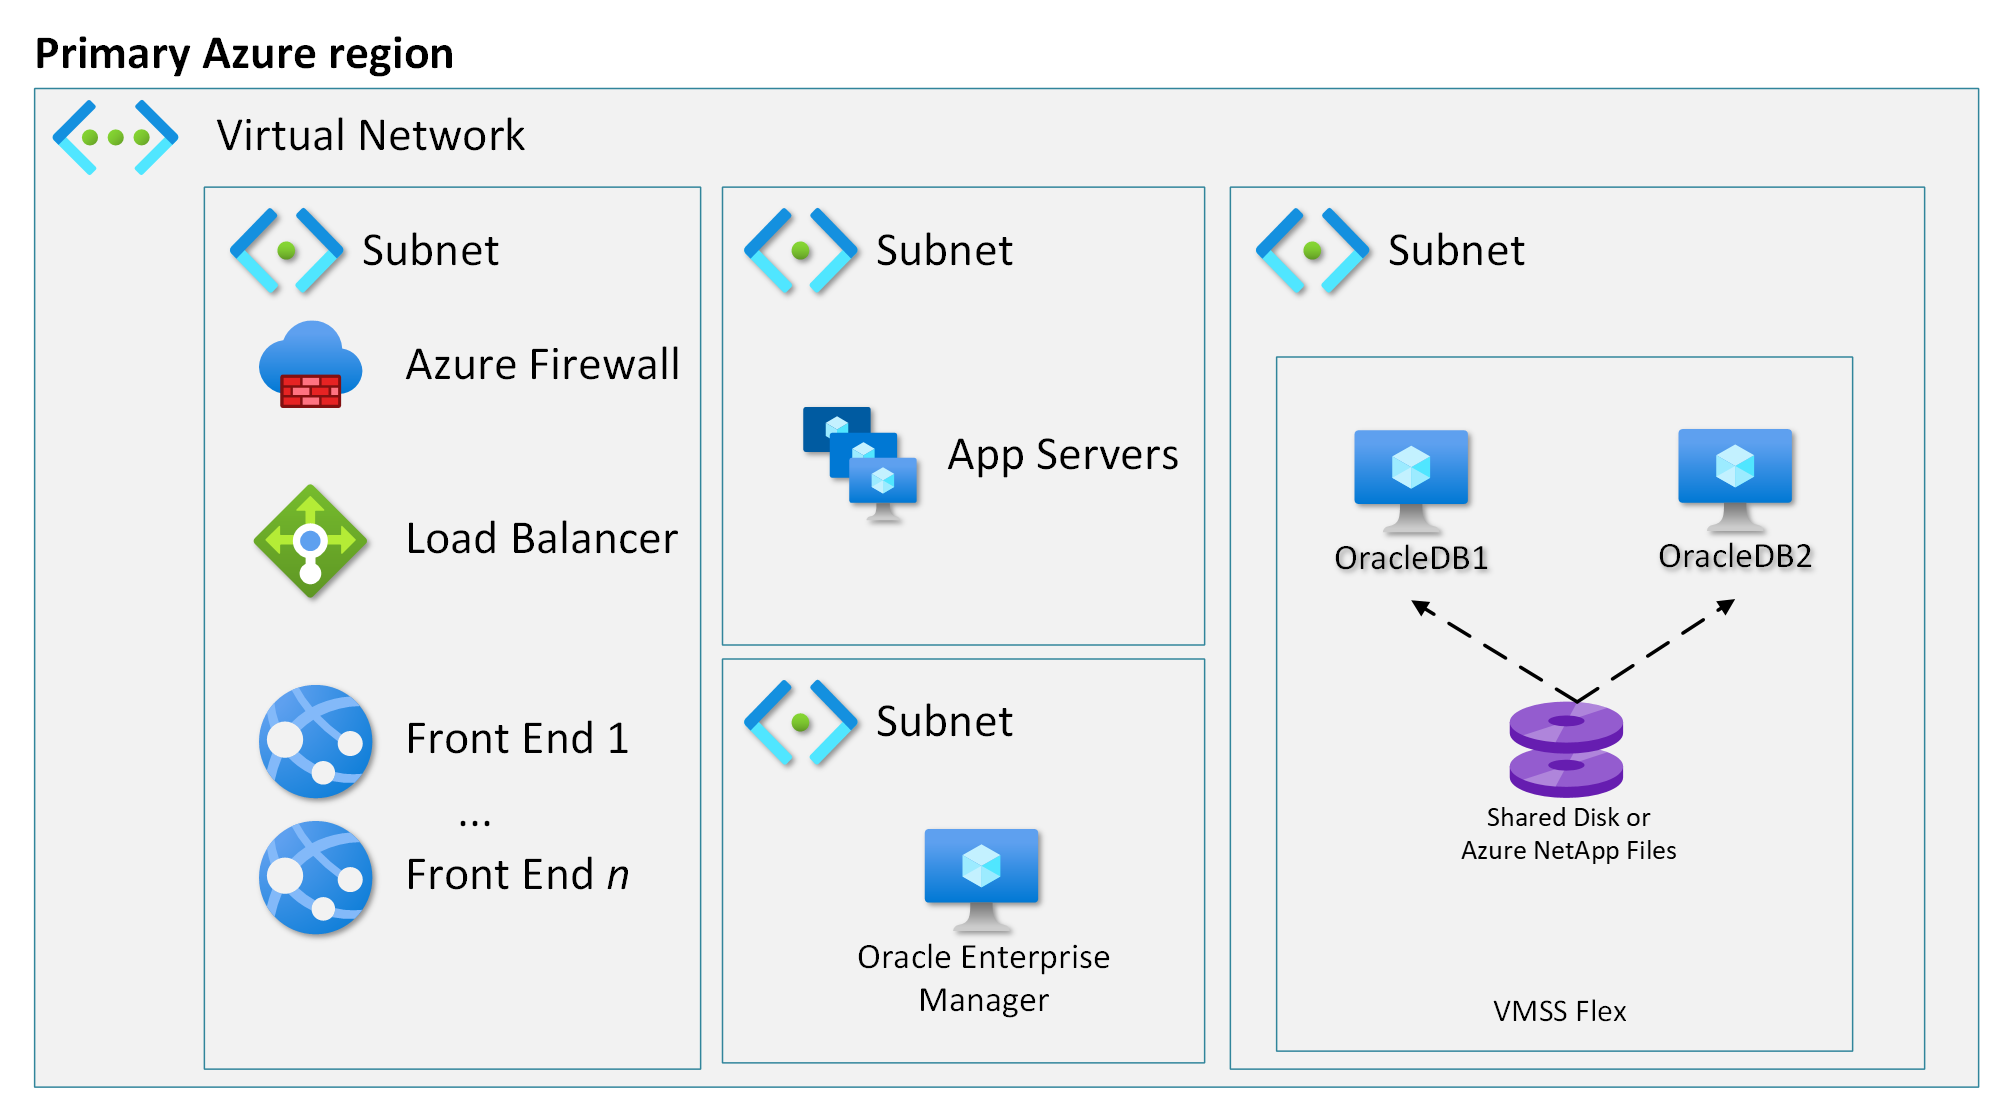 Primary Azure region
Virtual Network
Subnet
Azure Firewall
Load Balancer
Front End 1
...
Front End n
Subnet
App Servers
Subnet
Oracle Enterprise
Manager
Subnet
OracleDB1
OracleDB2
Shared Disk or
Azure NetApp Files
VMSS Flex